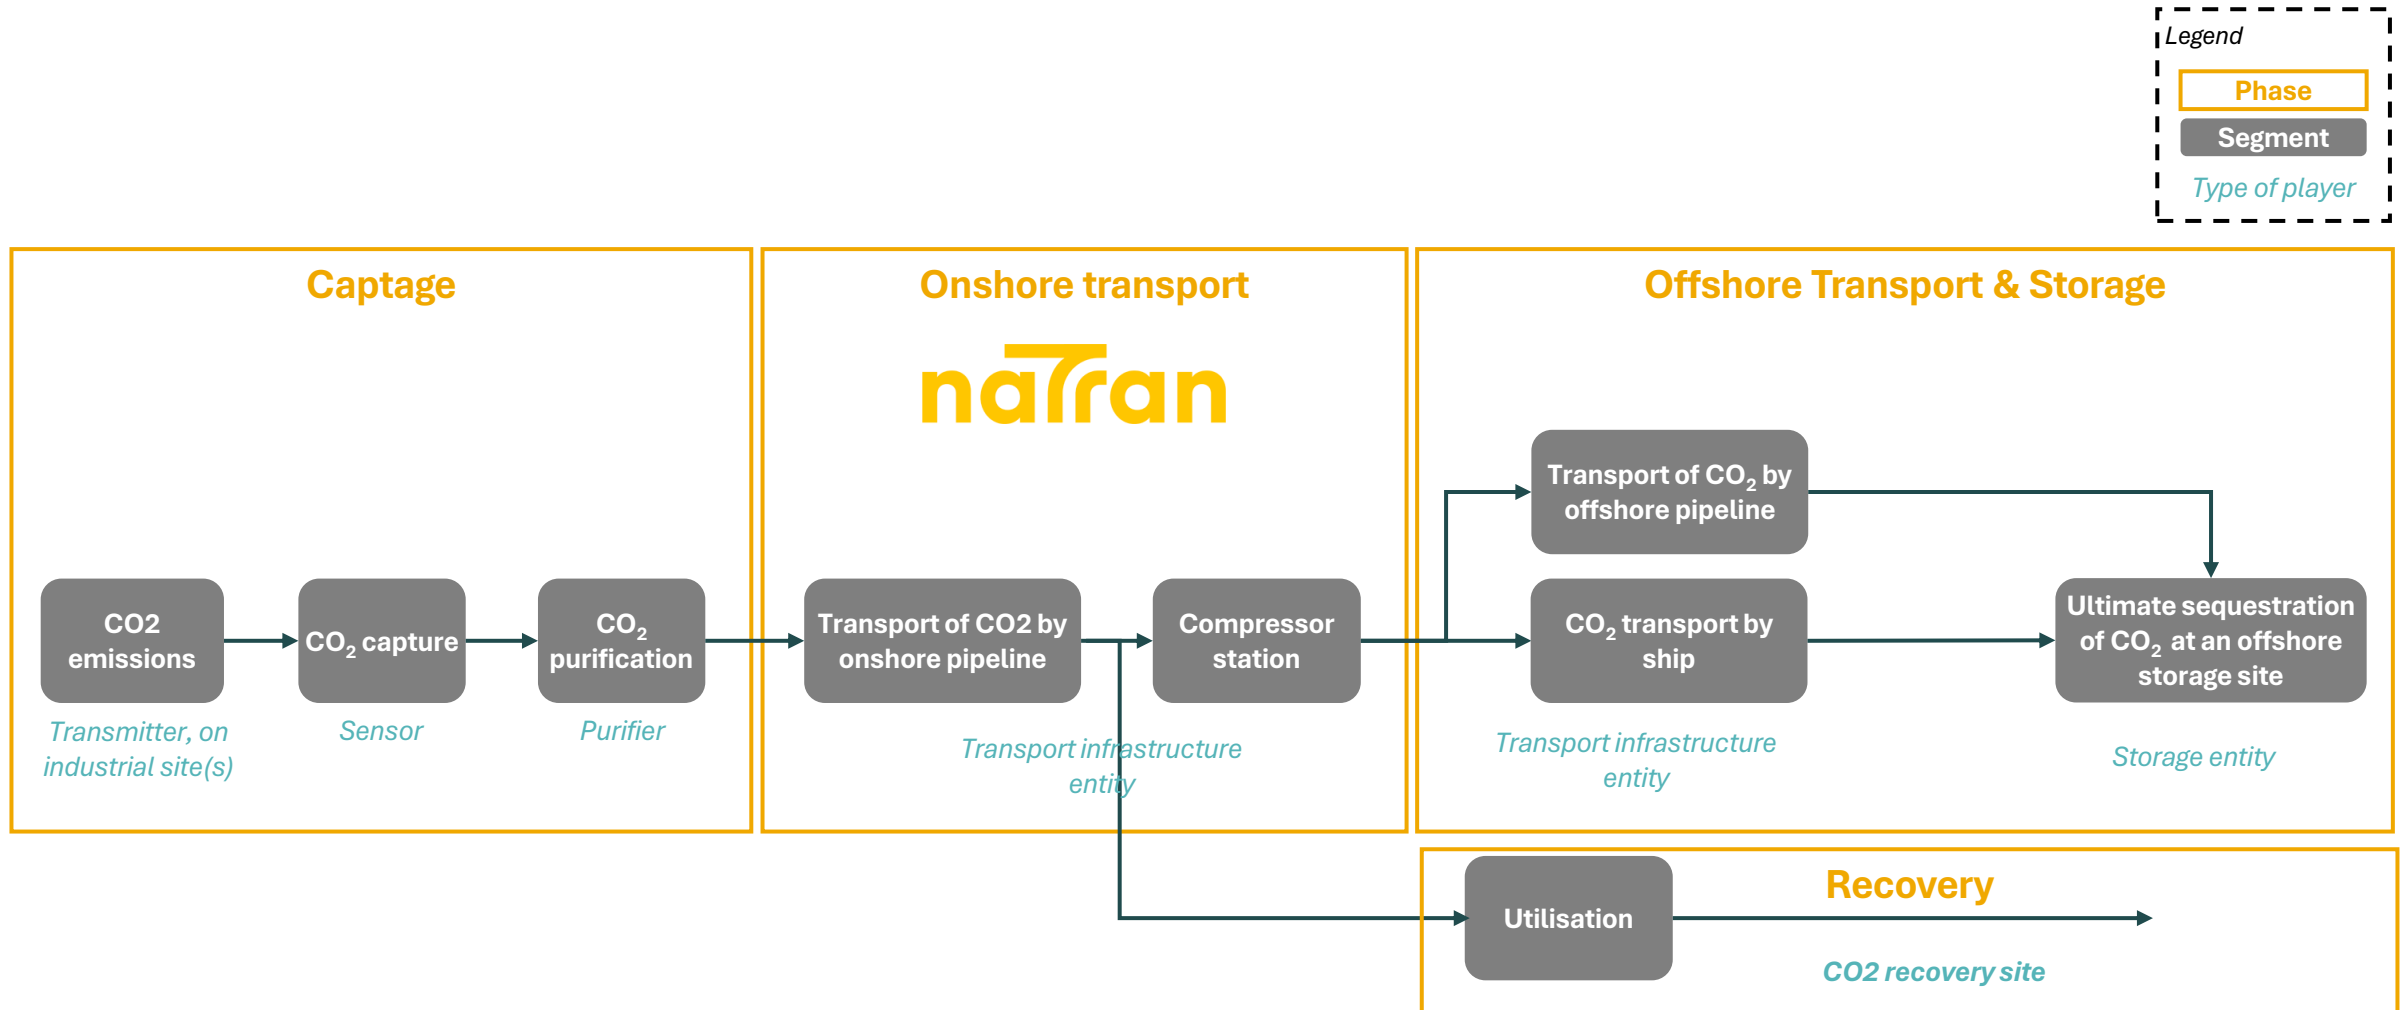 Legend
Phase
Segment
Type of player
Captage
Onshore transport
Offshore Transport & Storage
naTran
Transport of CO₂ by
offshore pipeline
CO2
emissions
CO₂ capture
CO₂
purification
Transport of CO2 by
onshore pipeline
Compressor
station
CO₂ transport by
ship
Ultimate sequestration
of CO₂ at an offshore
storage site
Transmitter, on
industrial site(s)
Sensor
Purifier
Transport infrastructure
entity
Transport infrastructure
entity
Storage entity
Recovery
Utilisation
CO2 recovery site